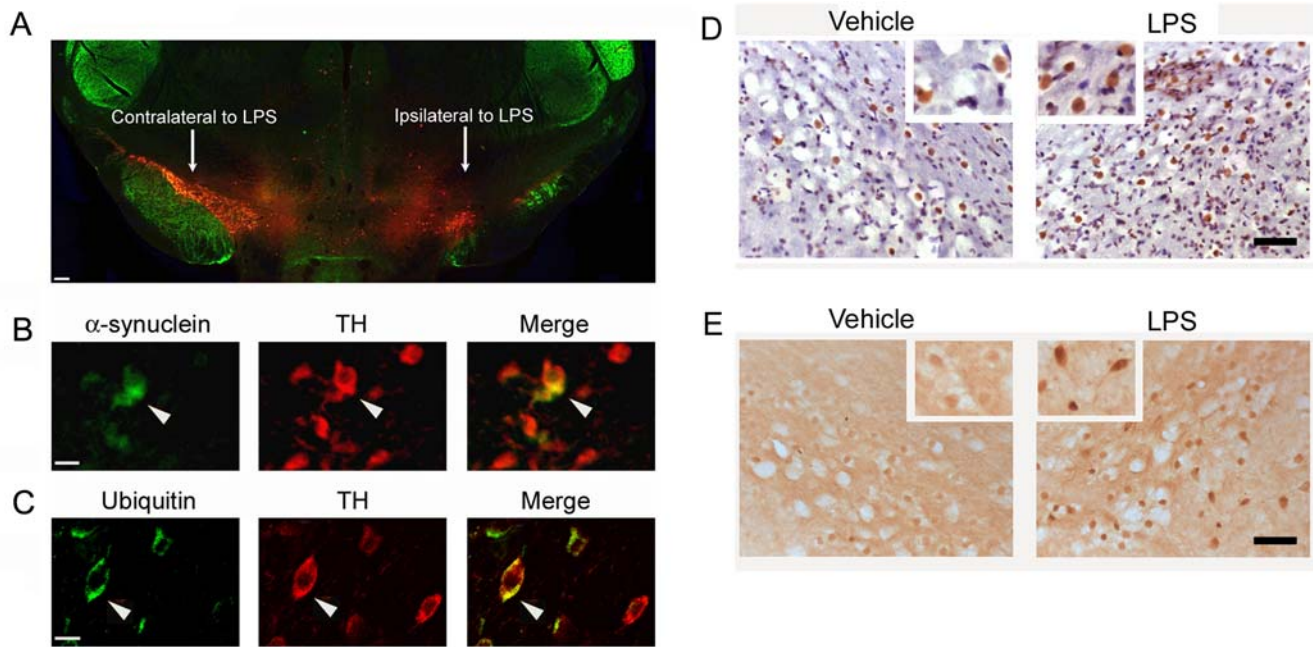 A
Contralateral to LPS
Ipsilateral to LPS
B
α-synuclein
TH
Merge
C
Ubiquitin
TH
Merge
D
Vehicle
LPS
E
Vehicle
LPS